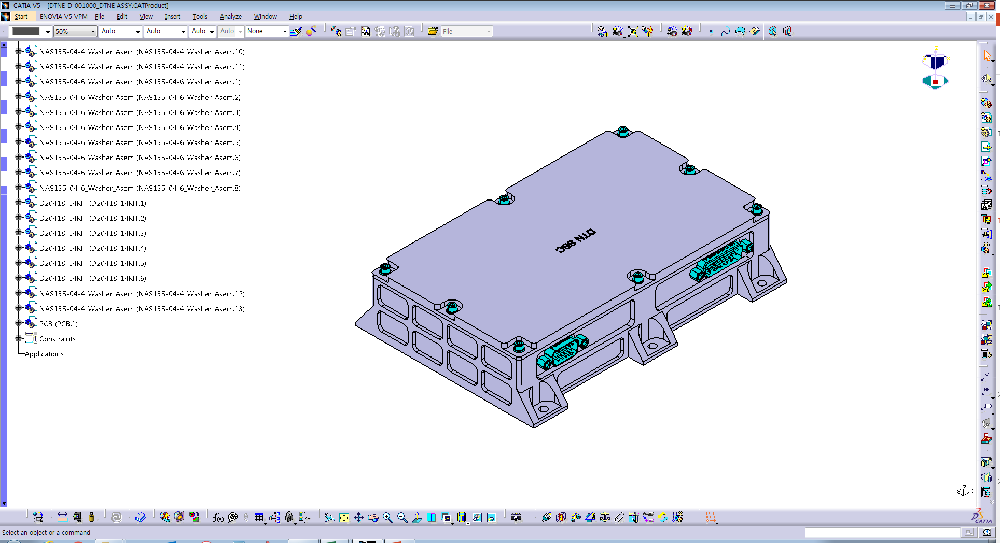 CATIA V5 - [DTNE-D-001000_DTNE ASSY.CATProduct]
Start ENOVIA V5 VPM File Edit View Insert Tools Analyze Window Help
50% Auto Auto Auto Auto None File
NAS135-04-4_Washer_Asem (NAS135-04-4_Washer_Asem.10)
NAS135-04-4_Washer_Asem (NAS135-04-4_Washer_Asem.11)
NAS135-04-6_Washer_Asem (NAS135-04-6_Washer_Asem.1)
NAS135-04-6_Washer_Asem (NAS135-04-6_Washer_Asem.2)
NAS135-04-6_Washer_Asem (NAS135-04-6_Washer_Asem.3)
NAS135-04-6_Washer_Asem (NAS135-04-6_Washer_Asem.4)
NAS135-04-6_Washer_Asem (NAS135-04-6_Washer_Asem.5)
NAS135-04-6_Washer_Asem (NAS135-04-6_Washer_Asem.6)
NAS135-04-6_Washer_Asem (NAS135-04-6_Washer_Asem.7)
NAS135-04-6_Washer_Asem (NAS135-04-6_Washer_Asem.8)
D20418-14KIT (D20418-14KIT.1)
D20418-14KIT (D20418-14KIT.2)
D20418-14KIT (D20418-14KIT.3)
D20418-14KIT (D20418-14KIT.4)
D20418-14KIT (D20418-14KIT.5)
D20418-14KIT (D20418-14KIT.6)
NAS135-04-4_Washer_Asem (NAS135-04-4_Washer_Asem.12)
NAS135-04-4_Washer_Asem (NAS135-04-4_Washer_Asem.13)
PCB (PCB.1)
Constraints
Applications
DTN SBC
z
x
ABC
z
y x
f(x)
CATIA
Select an object or a command